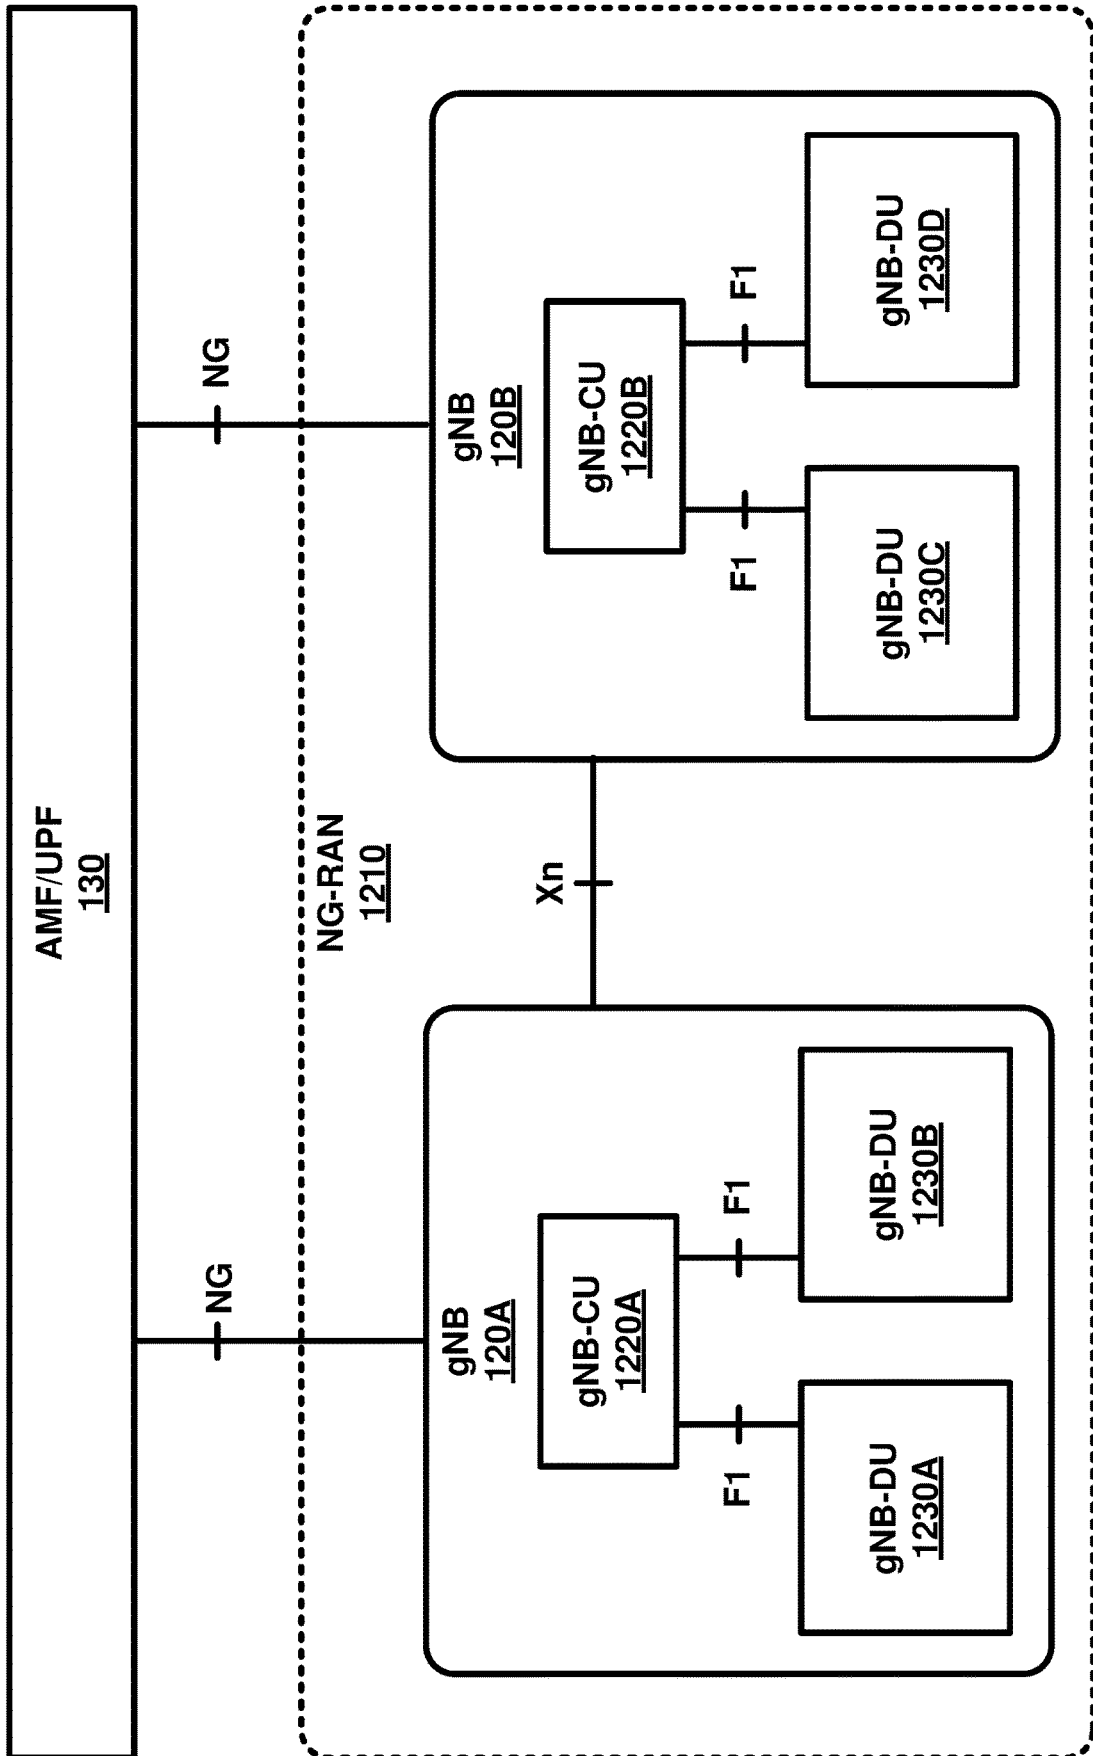 AMF/UPF
130
NG
NG
NG-RAN
1210
gNB
120A
gNB-CU
1220A
F1
F1
gNB-DU
1230A
gNB-DU
1230B
Xn
gNB
120B
gNB-CU
1220B
F1
F1
gNB-DU
1230C
gNB-DU
1230D